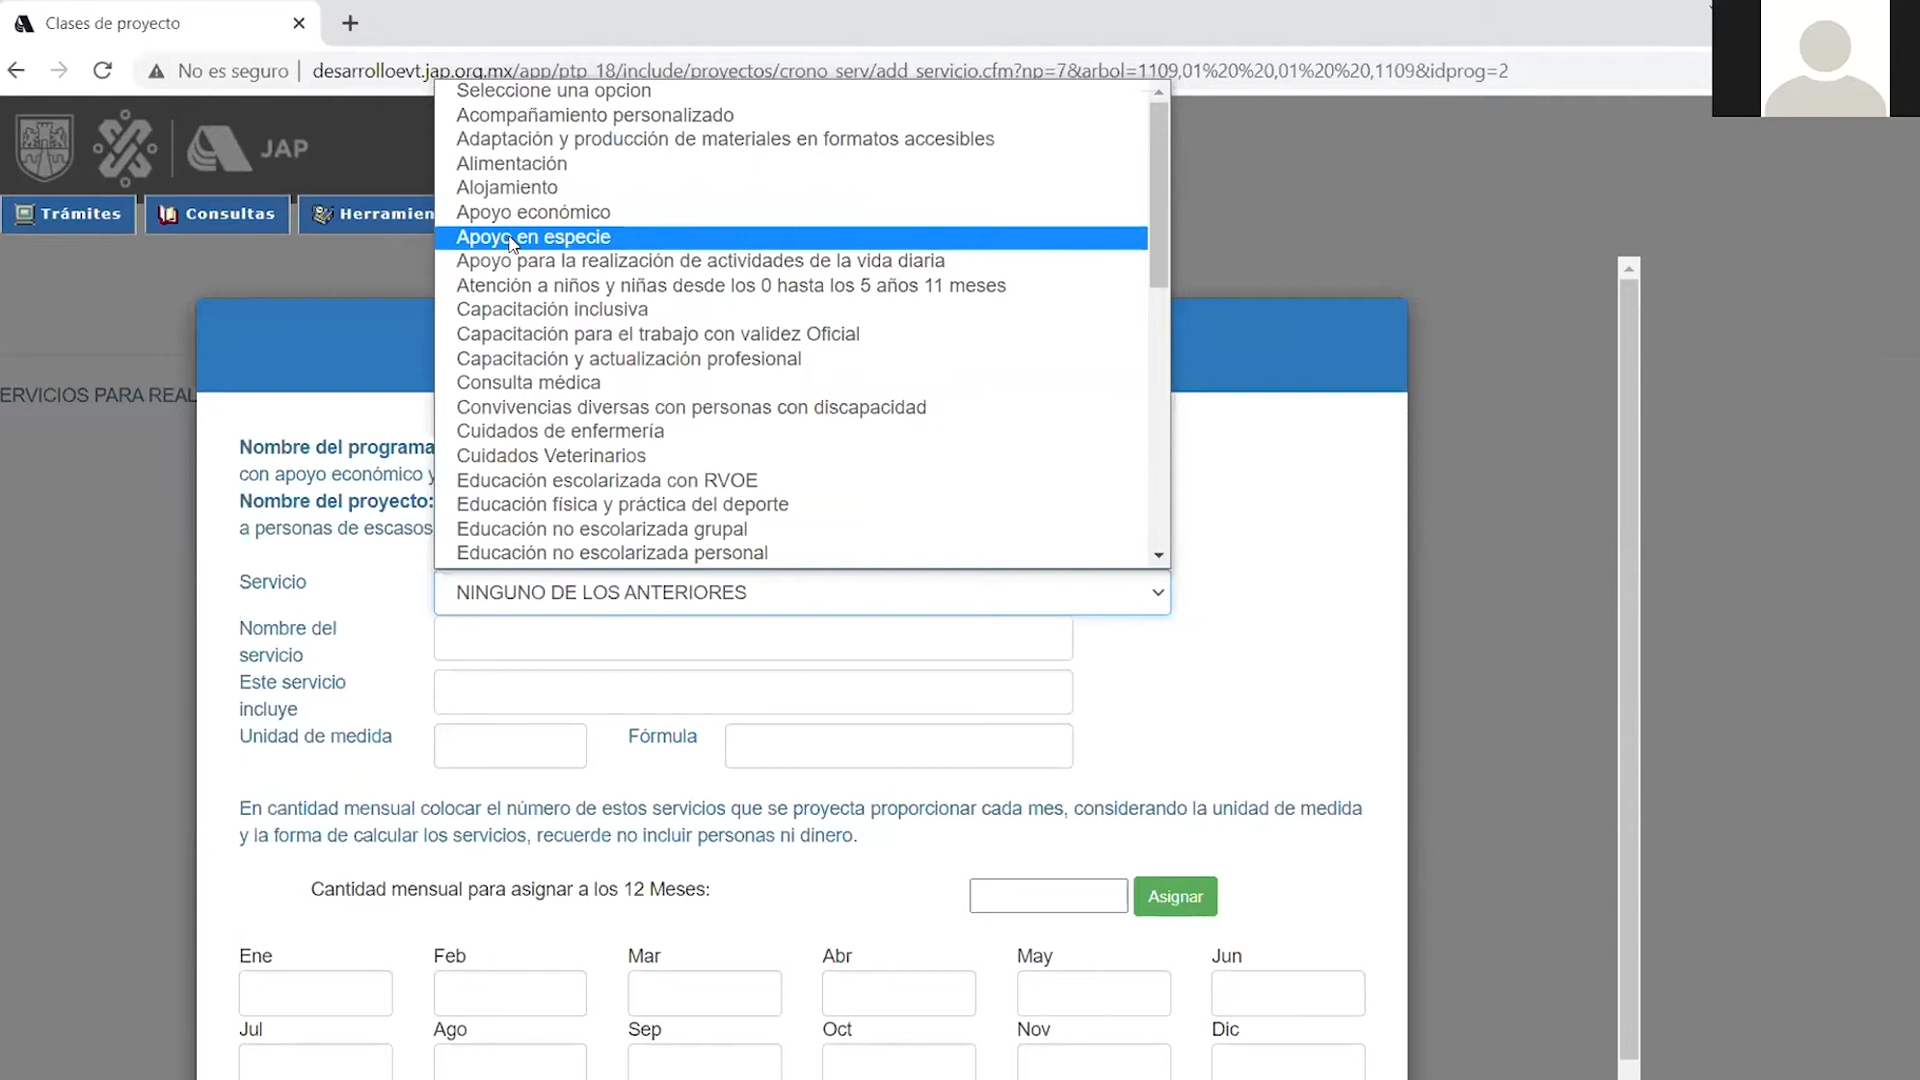 Clases de proyecto
No es seguro
desarrolloevt.jap.org.mx/app/ptp_18/include/proyectos/crono_serv/add_servicio.cfm?np=7&arbol=1109,01%20%20,01%20%20,1109&idprog=2
JAP
Trámites
Consultas
Herramien
Seleccione una opcion
Acompañamiento personalizado
Adaptación y producción de materiales en formatos accesibles
Alimentación
Alojamiento
Apoyo económico
Apoyo en especie
Apoyo para la realización de actividades de la vida diaria
Atención a niños y niñas desde los 0 hasta los 5 años 11 meses
Capacitación inclusiva
Capacitación para el trabajo con validez Oficial
Capacitación y actualización profesional
Consulta médica
Convivencias diversas con personas con discapacidad
Cuidados de enfermería
Cuidados Veterinarios
Educación escolarizada con RVOE
Educación física y práctica del deporte
Educación no escolarizada grupal
Educación no escolarizada personal
ERVICIOS PARA REAL
Nombre del programa
con apoyo económico y
Nombre del proyecto:
a personas de escasos
Servicio
NINGUNO DE LOS ANTERIORES
Nombre del
servicio
Este servicio
incluye
Unidad de medida
Fórmula
En cantidad mensual colocar el número de estos servicios que se proyecta proporcionar cada mes, considerando la unidad de medida
y la forma de calcular los servicios, recuerde no incluir personas ni dinero.
Cantidad mensual para asignar a los 12 Meses:
Asignar
Ene Feb Mar Abr May Jun
Jul Ago Sep Oct Nov Dic